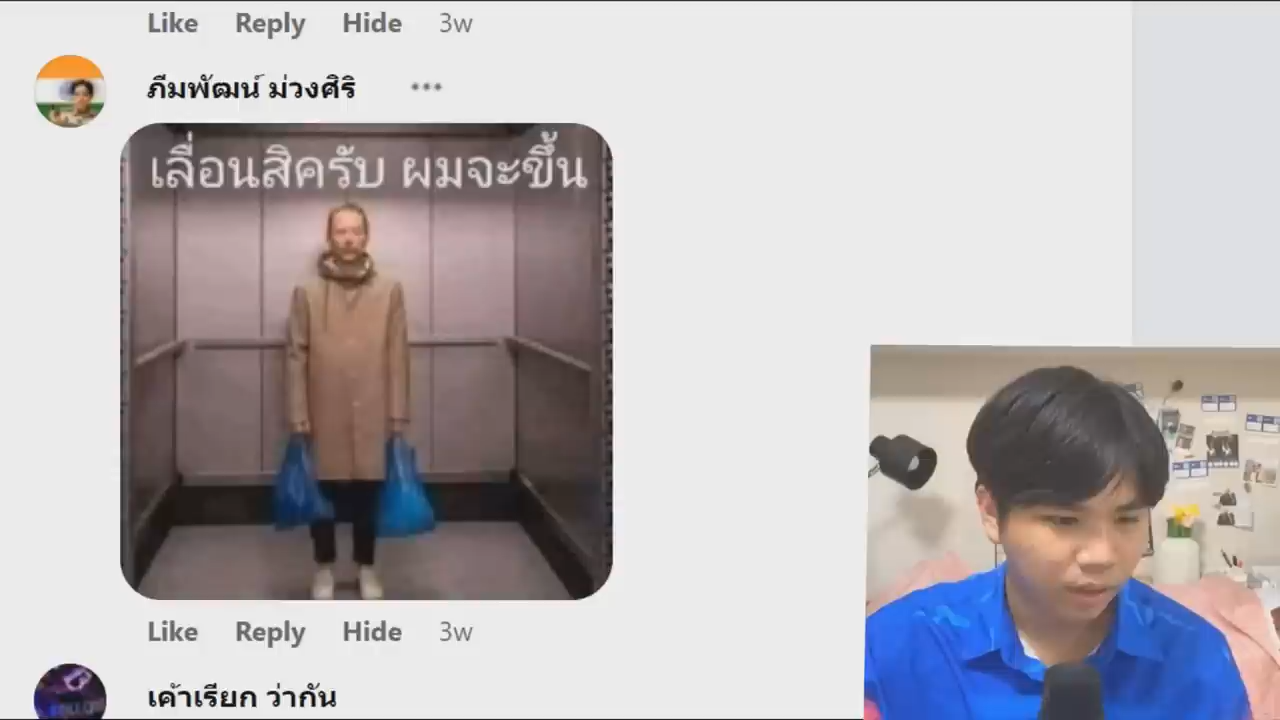 Like Reply Hide 3w
ภีมพัฒน์ ม่วงศิริ
เลื่อนสิครับ ผมจะขึ้น
Like Reply Hide 3w
เค้าเรียก ว่ากัน